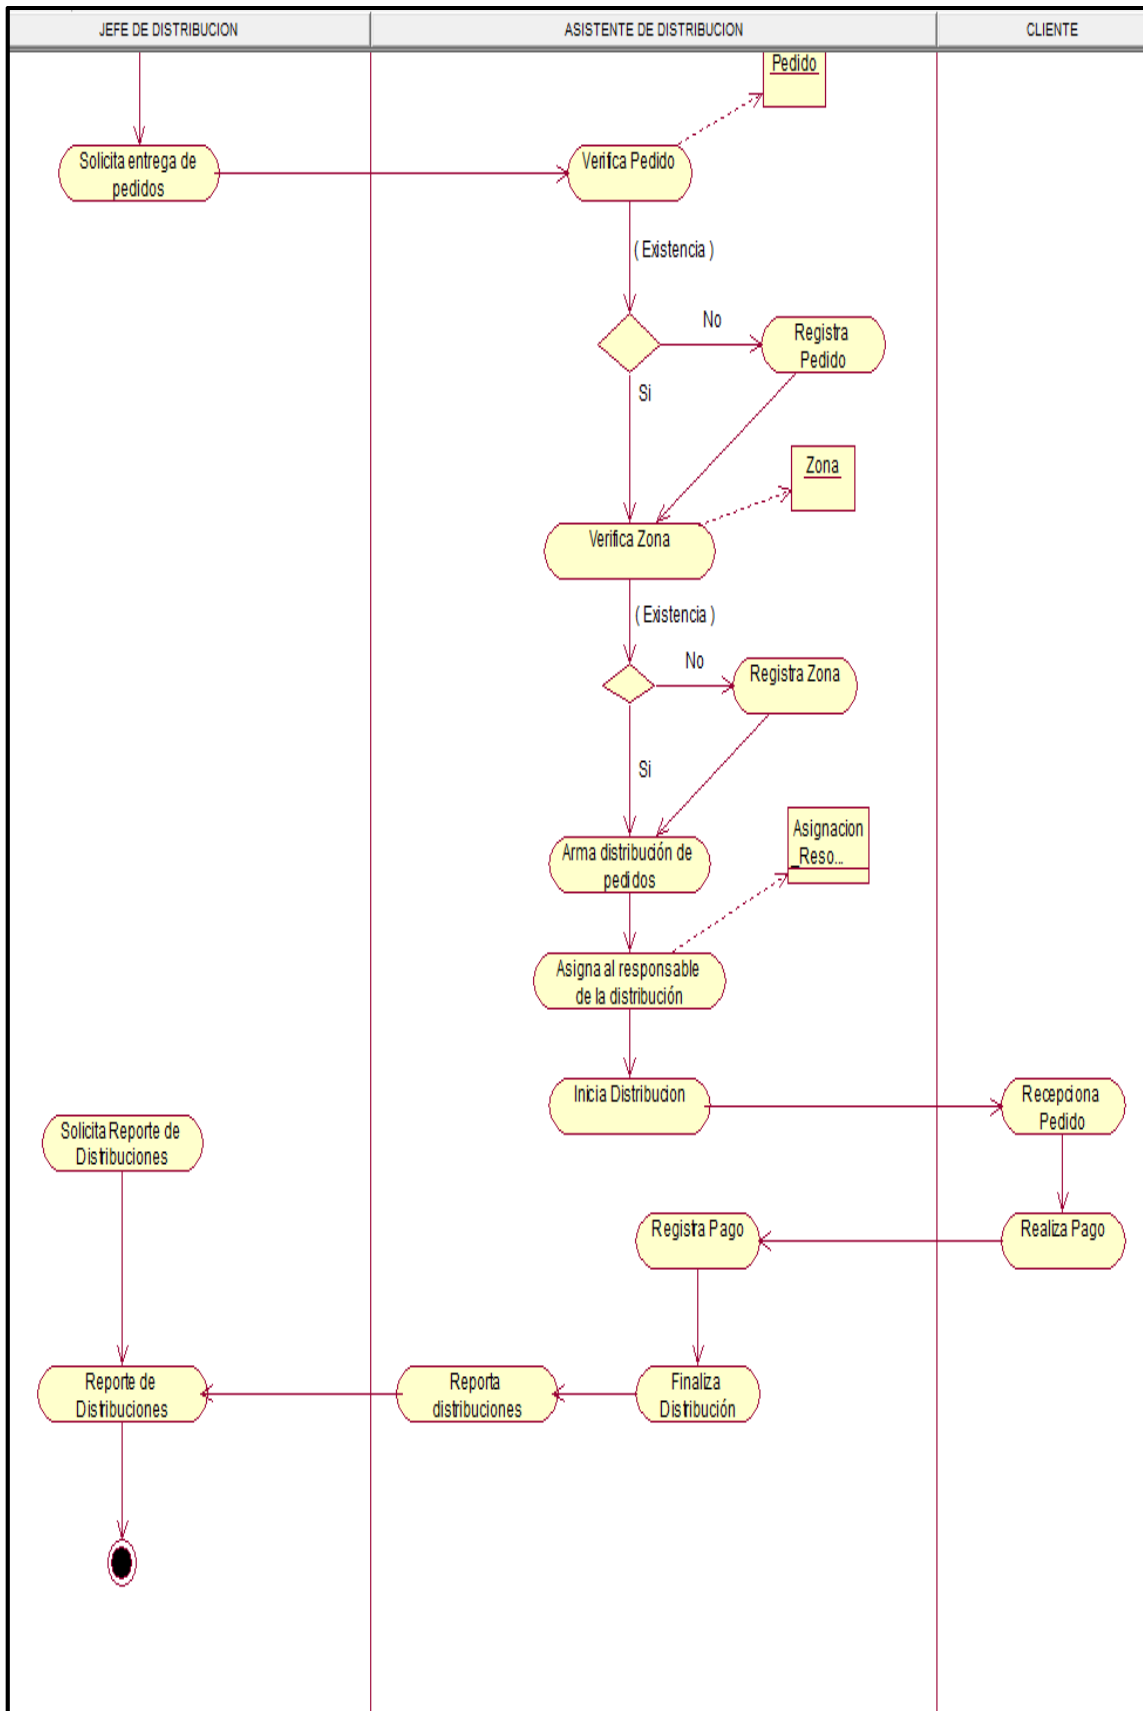 JEFE DE DISTRIBUCION
ASISTENTE DE DISTRIBUCION
CLIENTE
Pedido
Solicita entrega de
pedidos
Verifica Pedido
( Existencia )
No
Registra
Pedido
Si
Zona
Verifica Zona
( Existencia )
No
Registra Zona
Si
Asignacion
_Reso...
Arma distribución de
pedidos
Asigna al responsable
de la distribución
Inicia Distribucion
Recepciona
Pedido
Solicita Reporte de
Distribuciones
Registra Pago
Realiza Pago
Reporte de
Distribuciones
Reporta
distribuciones
Finaliza
Distribución